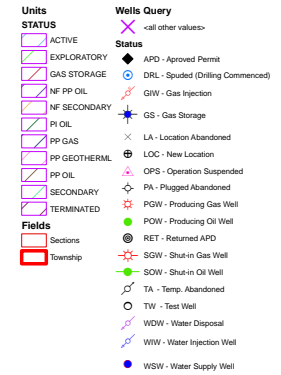 Units
STATUS
ACTIVE
EXPLORATORY
GAS STORAGE
NF PP OIL
NF SECONDARY
PI OIL
PP GAS
PP GEOTHERML
PP OIL
SECONDARY
TERMINATED
Fields
Sections
Township
Wells Query
<all other values>
Status
APD - Aproved Permit
DRL - Spuded (Drilling Commenced)
GIW - Gas Injection
GS - Gas Storage
LA - Location Abandoned
LOC - New Location
OPS - Operation Suspended
PA - Plugged Abandoned
PGW - Producing Gas Well
POW - Producing Oil Well
RET - Returned APD
SGW - Shut-in Gas Well
SOW - Shut-in Oil Well
TA - Temp. Abandoned
TW - Test Well
WDW - Water Disposal
WIW - Water Injection Well
WSW - Water Supply Well